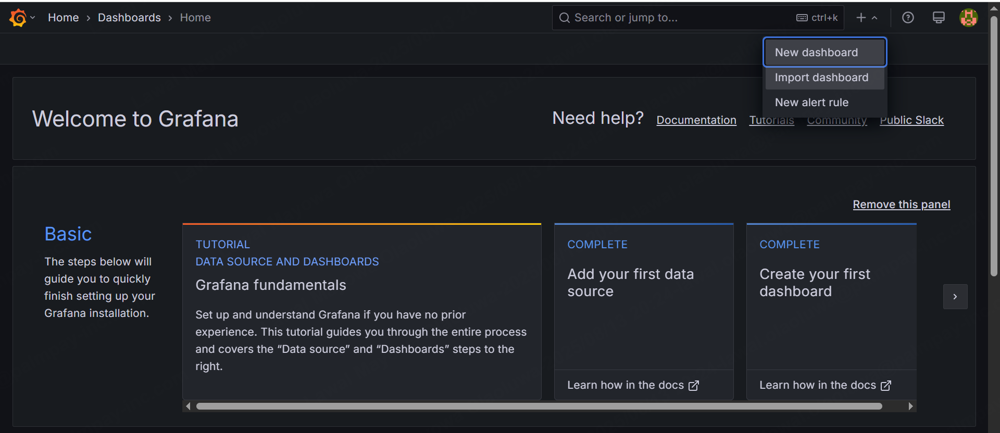 Home > Dashboards > Home
Search or jump to...
ctrl+k
New dashboard
Import dashboard
New alert rule
Welcome to Grafana
Need help?
Documentation
Tutorials
Community
Public Slack
Remove this panel
Basic
The steps below will
guide you to quickly
finish setting up your
Grafana installation.
TUTORIAL
DATA SOURCE AND DASHBOARDS
Grafana fundamentals
Set up and understand Grafana if you have no prior
experience. This tutorial guides you through the entire process
and covers the “Data source” and “Dashboards” steps to the
right.
COMPLETE
Add your first data
source
Learn how in the docs
COMPLETE
Create your first
dashboard
Learn how in the docs